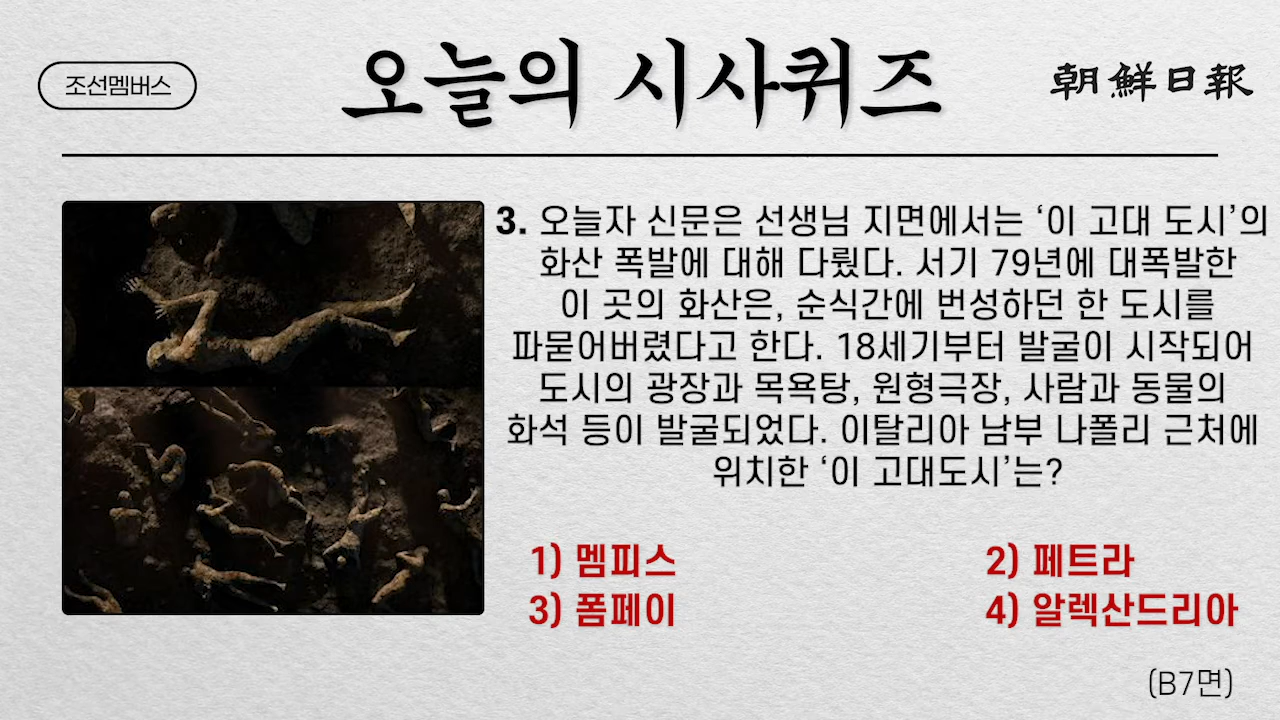 조선멤버스
오늘의 시사퀴즈
朝鮮日報
3. 오늘자 신문은 선생님 지면에서는 ‘이 고대 도시’의
화산 폭발에 대해 다뤘다. 서기 79년에 대폭발한
이 곳의 화산은, 순식간에 번성하던 한 도시를
파묻어버렸다고 한다. 18세기부터 발굴이 시작되어
도시의 광장과 목욕탕, 원형극장, 사람과 동물의
화석 등이 발굴되었다. 이탈리아 남부 나폴리 근처에
위치한 ‘이 고대도시’는?
1) 멤피스
2) 페트라
3) 폼페이
4) 알렉산드리아
(B7면)